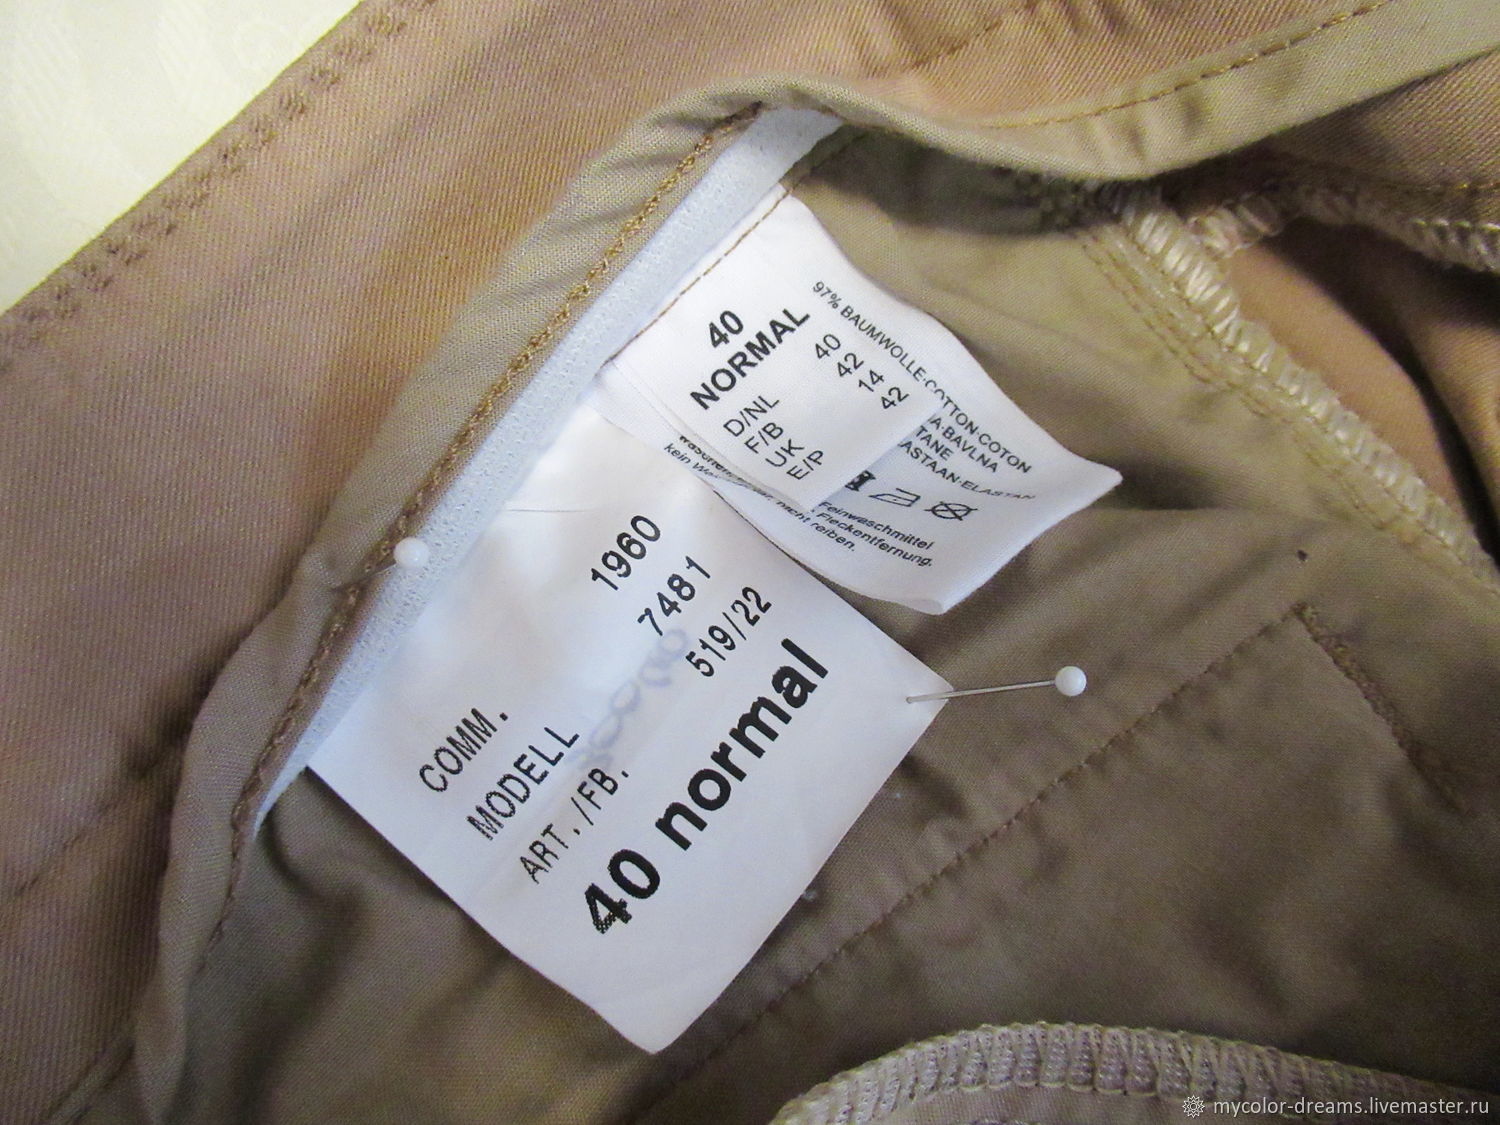 40
NORMAL
D/NL 40
F/B 42
UK 14
E/P 42
97% BAUMWOLLE·COTTON·COTON
A·BAVLNA
TANE
ASTAAN·ELASTAN
kein
nicht reiben.
Feinwaschmittel
Fleckentfernung.
COMM. 1960
MODELL 7481
ART./FB. 519/22
40 normal
mycolor-dreams.livemaster.ru